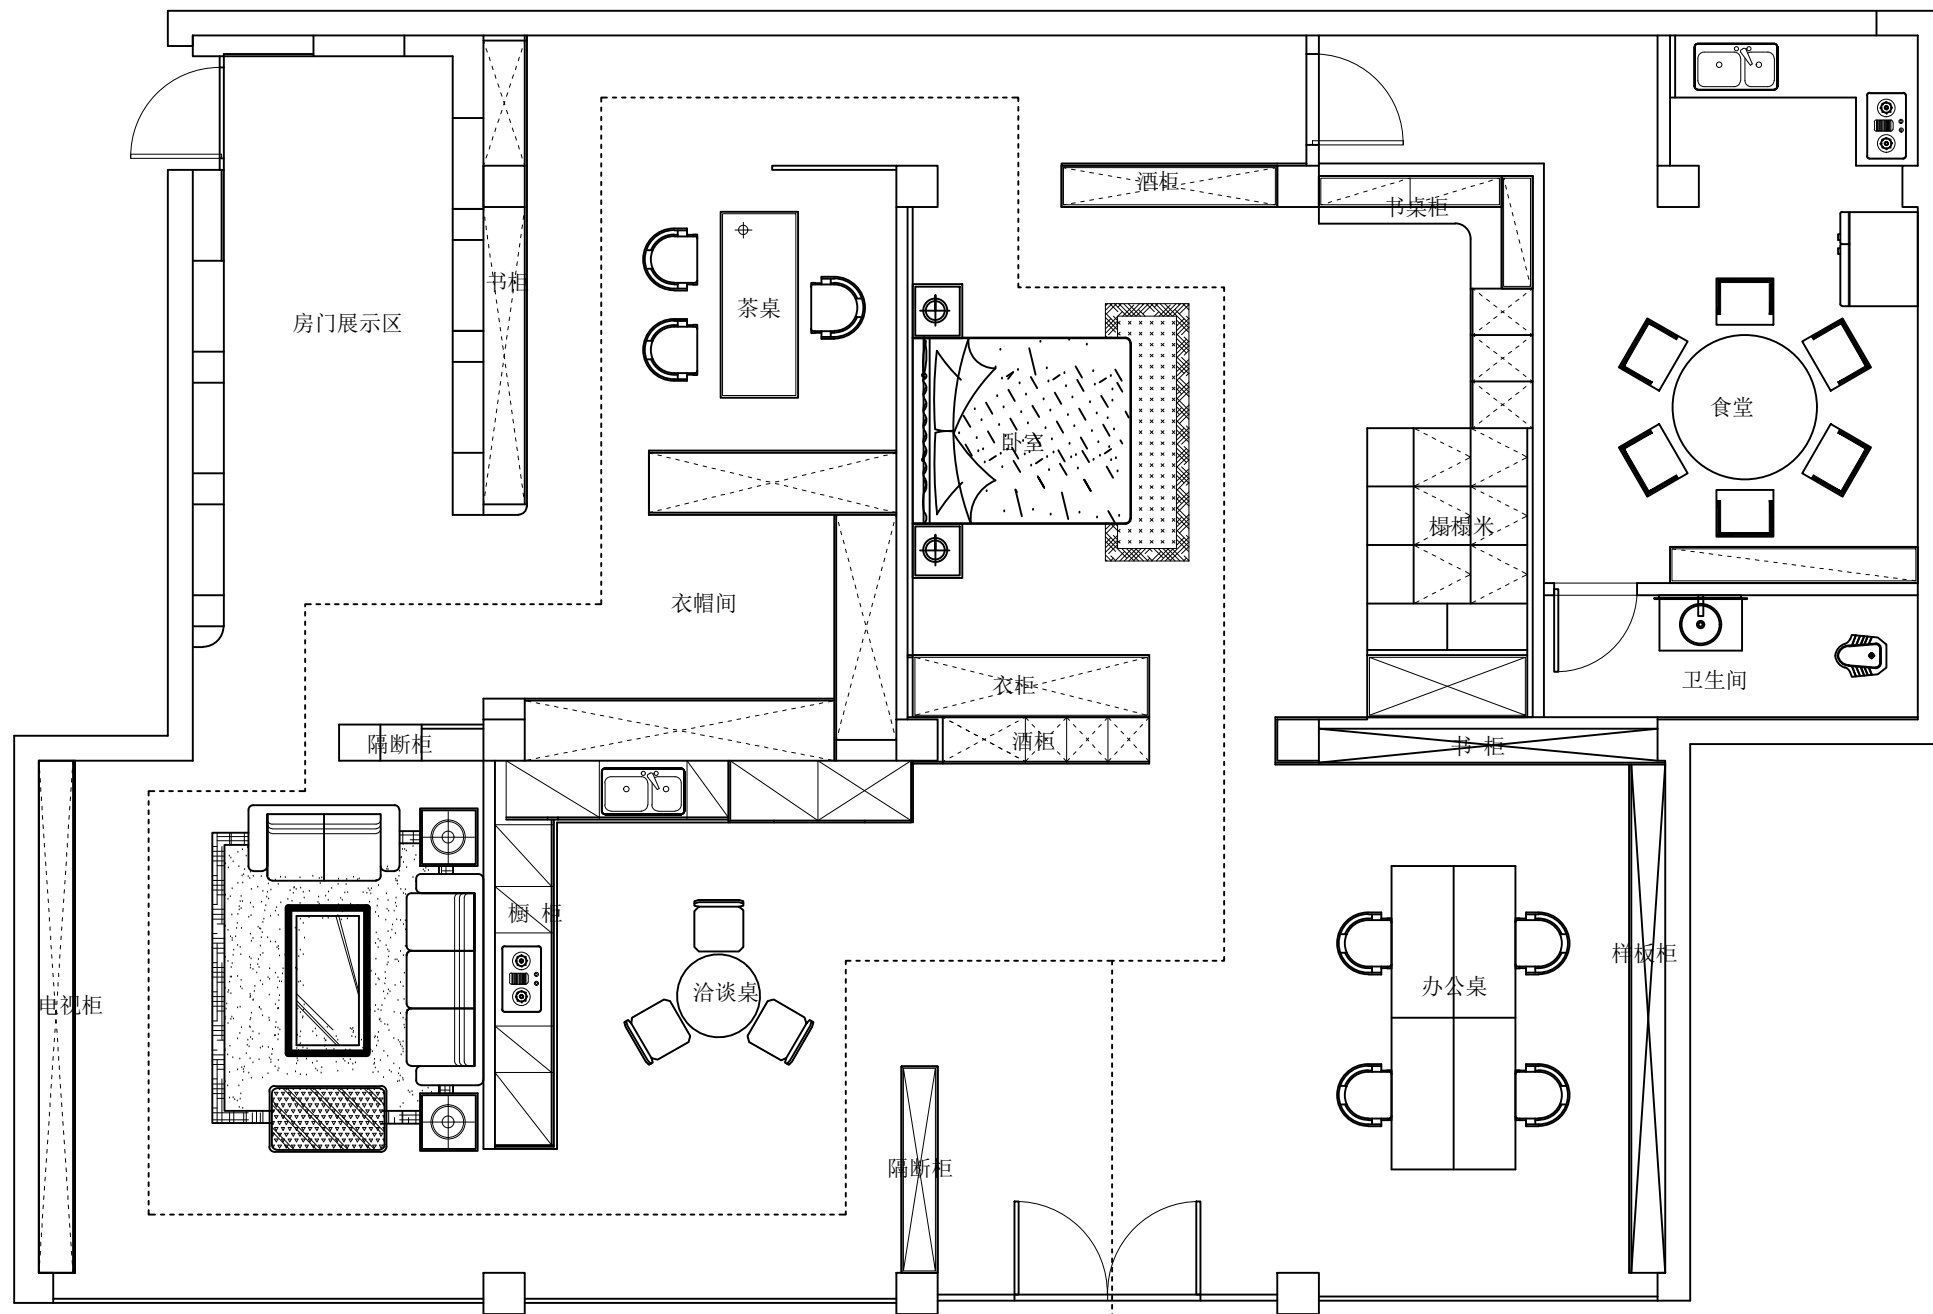 酒柜
书桌柜
书柜
茶桌
房门展示区
食堂
卧室
榻榻米
衣帽间
卫生间
衣柜
隔断柜
酒柜
书 柜
橱 柜
样板柜
办公桌
洽谈桌
电视柜
隔断柜